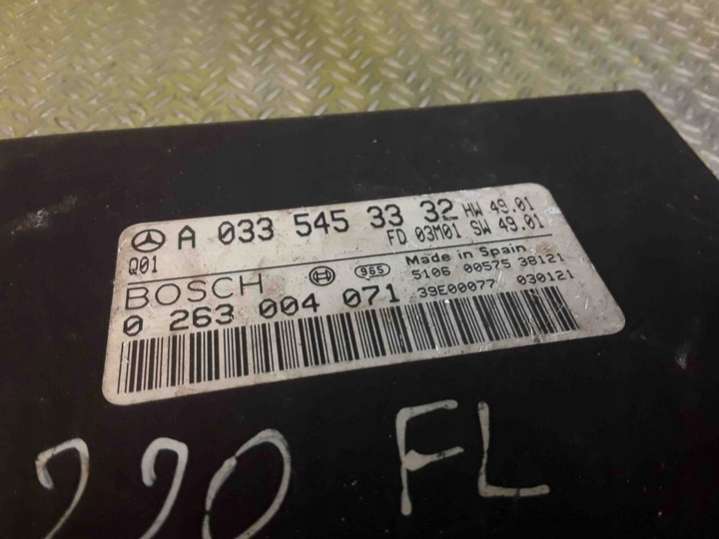 A 033 545 33 32 HW 49.01
Q01 FD 03M01 SW 49.01
BOSCH 965 Made in Spain
5106 00575 38121
0 263 004 071 39E00077 030121
220 FL